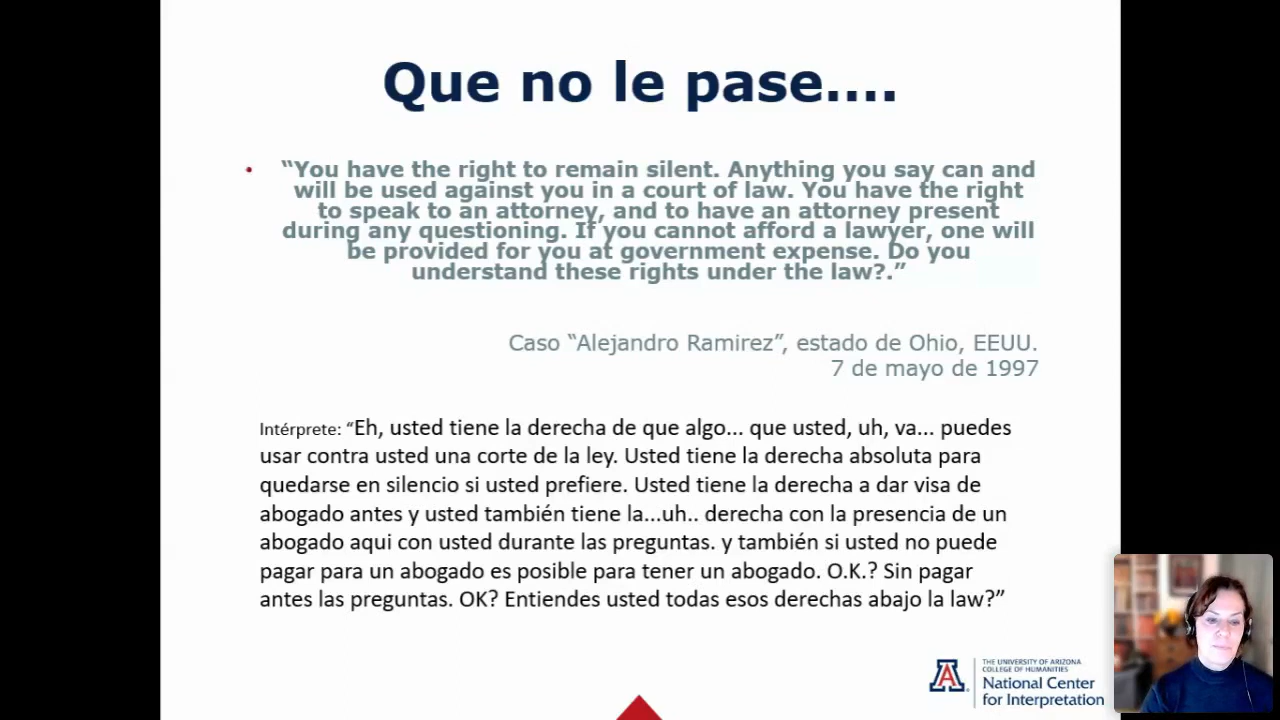 Que no le pase....
• “You have the right to remain silent. Anything you say can and
will be used against you in a court of law. You have the right
to speak to an attorney, and to have an attorney present
during any questioning. If you cannot afford a lawyer, one will
be provided for you at government expense. Do you
understand these rights under the law?.”
Caso “Alejandro Ramirez”, estado de Ohio, EEUU.
7 de mayo de 1997
Intérprete: “Eh, usted tiene la derecha de que algo... que usted, uh, va... puedes
usar contra usted una corte de la ley. Usted tiene la derecha absoluta para
quedarse en silencio si usted prefiere. Usted tiene la derecha a dar visa de
abogado antes y usted también tiene la...uh.. derecha con la presencia de un
abogado aqui con usted durante las preguntas. y también si usted no puede
pagar para un abogado es posible para tener un abogado. O.K.? Sin pagar
antes las preguntas. OK? Entiendes usted todas esos derechas abajo la law?”
THE UNIVERSITY OF ARIZONA
COLLEGE OF HUMANITIES
National Center
for Interpretation